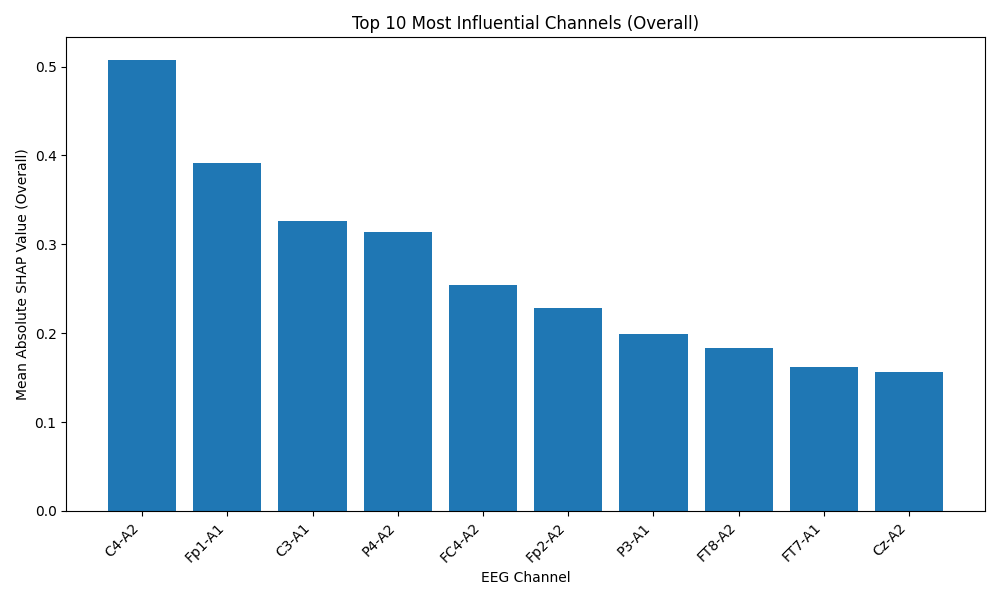 Top 10 Most Influential Channels (Overall)
Mean Absolute SHAP Value (Overall)
0.5
0.4
0.3
0.2
0.1
0.0
C4-A2
Fp1-A1
C3-A1
P4-A2
FC4-A2
Fp2-A2
P3-A1
FT8-A2
FT7-A1
Cz-A2
EEG Channel